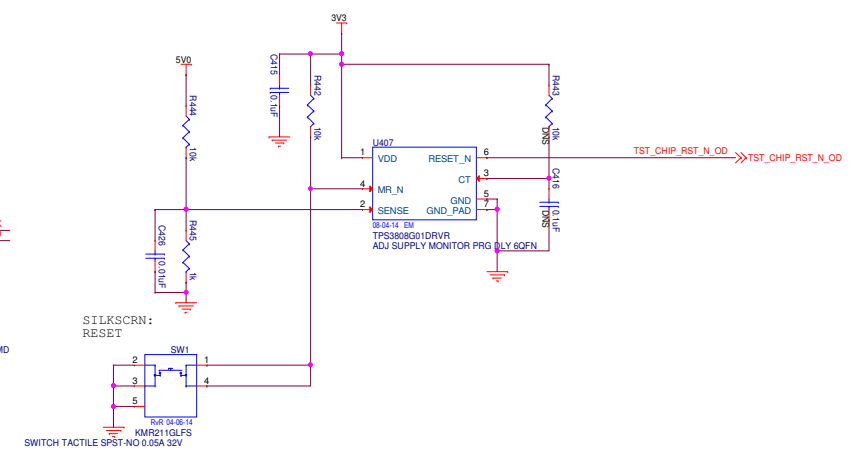 3V3
5V0
C415
0.1uF
R442
10k
R443
10k
DNS
R444
10k
U407
1
VDD
RESET_N
6
TST_CHIP_RST_N_OD
TST_CHIP_RST_N_OD
CT
3
4
MR_N
GND
5
2
SENSE
GND_PAD
7
C416
0.1uF
DNS
08-04-14 EM
TPS3808G01DRVR
ADJ SUPPLY MONITOR PRG DLY 6QFN
C426
0.01uF
R445
1k
SILKSCRN:
RESET
MD
SW1
2
1
3
4
5
RvR 04-06-14
KMR211GLFS
SWITCH TACTILE SPST-NO 0.05A 32V